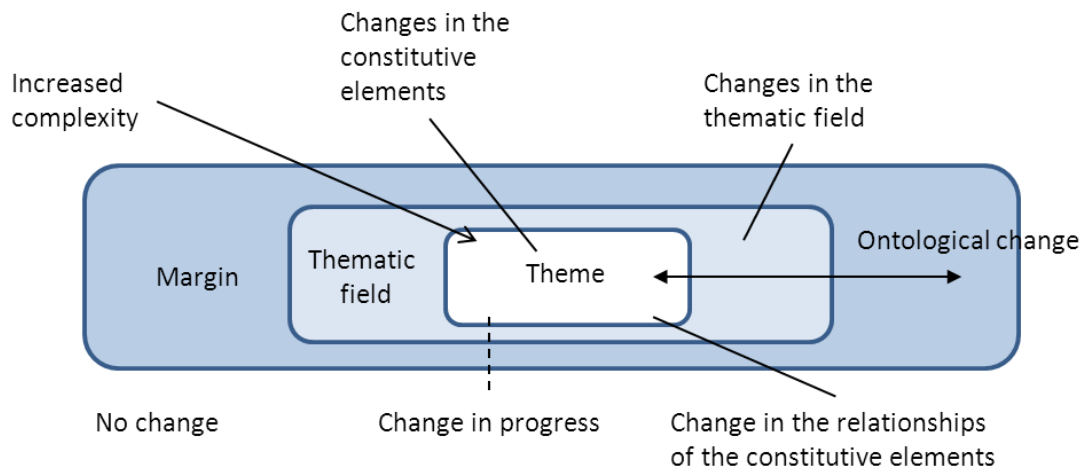 Changes in the
constitutive
elements
Increased
complexity
Changes in the
thematic field
Ontological change
Margin
Thematic
field
Theme
No change
Change in progress
Change in the relationships
of the constitutive elements